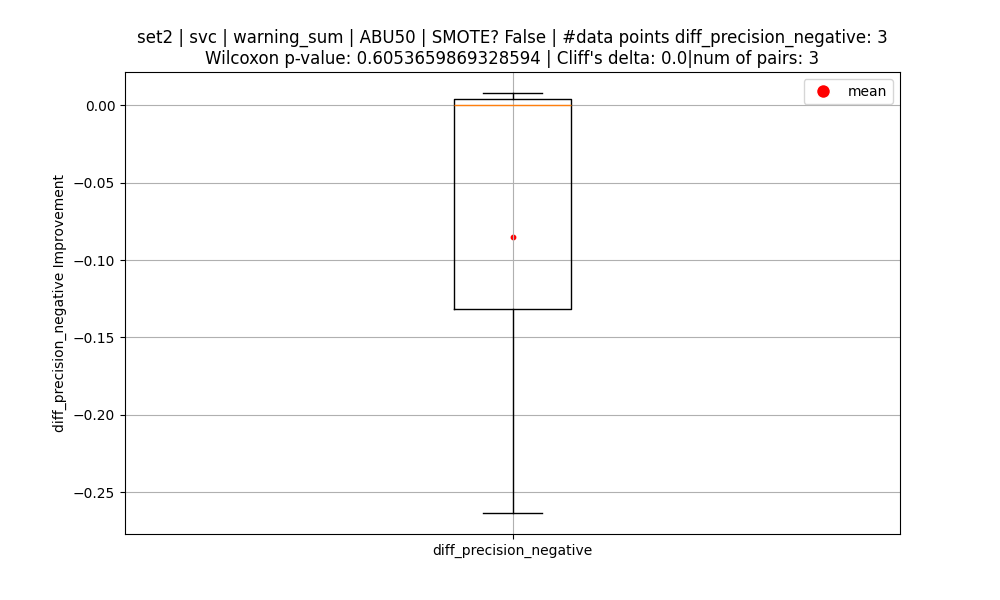 set2 | svc | warning_sum | ABU50 | SMOTE? False | #data points diff_precision_negative: 3
Wilcoxon p-value: 0.6053659869328594 | Cliff's delta: 0.0|num of pairs: 3
mean
0.00
−0.05
−0.10
−0.15
−0.20
−0.25
diff_precision_negative Improvement
diff_precision_negative